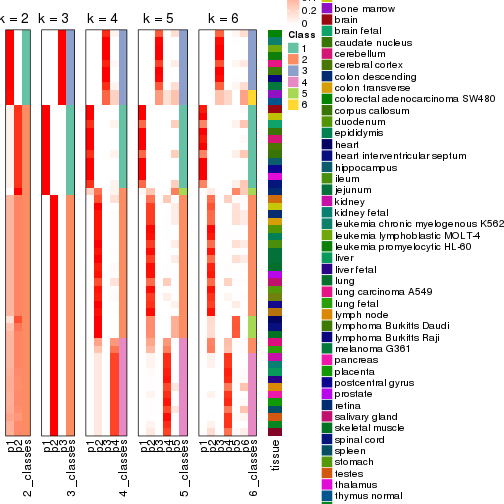 k = 2
k = 3
k = 4
k = 5
k = 6
0.2
0
Class
1
2
3
4
5
6
p1
p2
2_classes
p1
p2
p3
3_classes
p1
p2
p3
p4
4_classes
p1
p2
p3
p4
p5
5_classes
p1
p2
p3
p4
p5
p6
6_classes
tissue
bone marrow
brain
brain fetal
caudate nucleus
cerebellum
cerebral cortex
colon descending
colon transverse
colorectal adenocarcinoma SW480
corpus callosum
duodenum
epididymis
heart
heart interventricular septum
hippocampus
ileum
jejunum
kidney
kidney fetal
leukemia chronic myelogenous K562
leukemia lymphoblastic MOLT-4
leukemia promyelocytic HL-60
liver
liver fetal
lung
lung carcinoma A549
lung fetal
lymph node
lymphoma Burkitts Daudi
lymphoma Burkitts Raji
melanoma G361
pancreas
placenta
postcentral gyrus
prostate
retina
salivary gland
skeletal muscle
spinal cord
spleen
stomach
testes
thalamus
thymus normal